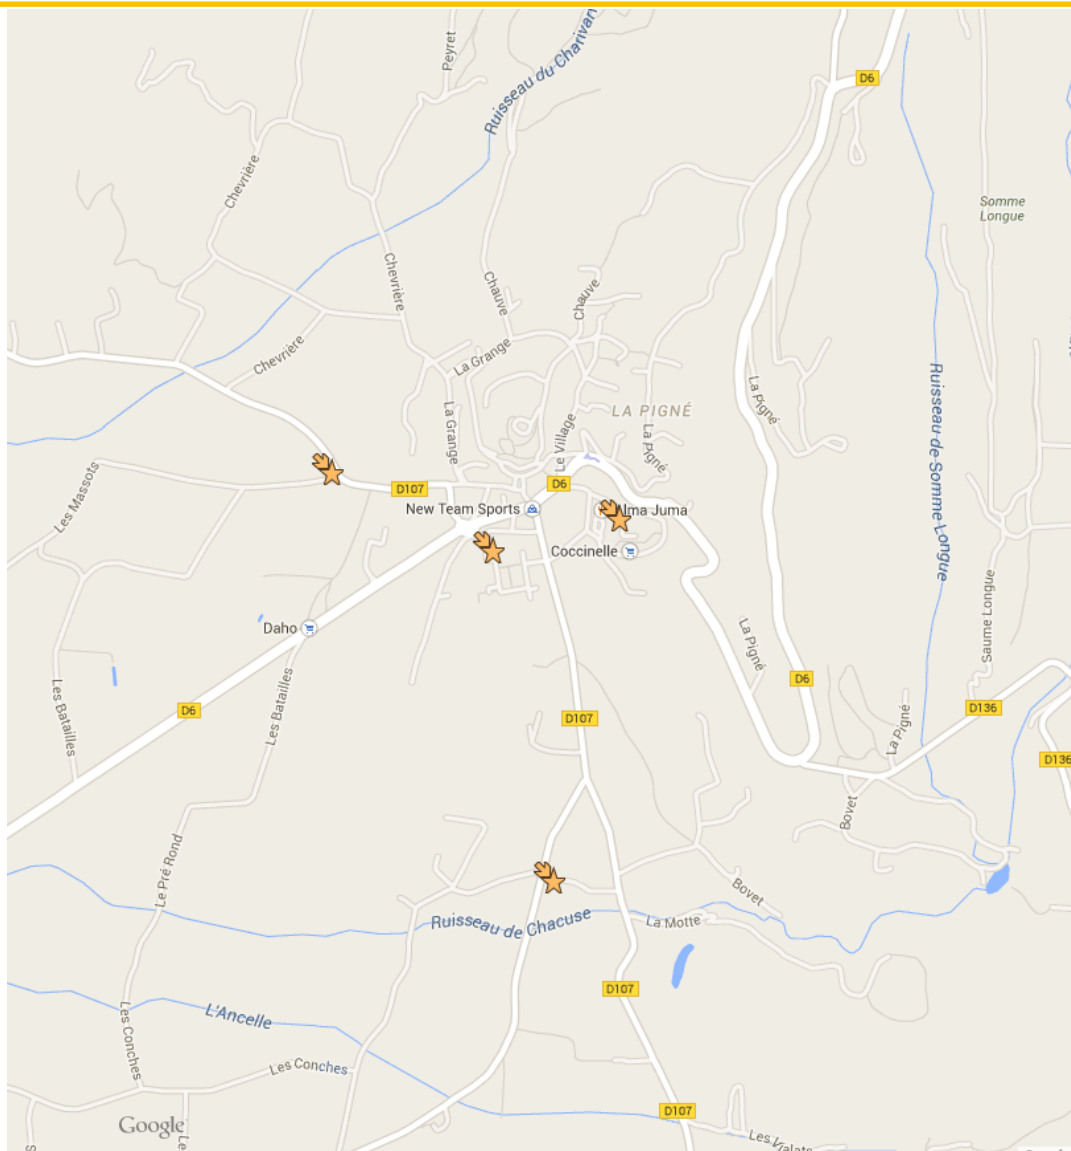 Peyret
Ruisseau du Charivari
D6
Chevrière
Somme
Longue
Chevrière
Chauve
Chauve
La Grange
Chevrière
La Pigné
Ruisseau de Somme Longue
LA PIGNÉ
La Grange
Le Village
La Pigné
Les Massots
D107
D6
New Team Sports
Alma Juma
Coccinelle
Daho
La Pigné
Saume Longue
D6
Les Batailles
Les Batailles
D6
D107
La Pigné
D136
D136
Bovet
Le Pré Rond
Bovet
Ruisseau de Chacuse
La Motte
D107
L'Ancelle
Les Conches
Les Conches
Google
Le
D107
Les Vialats